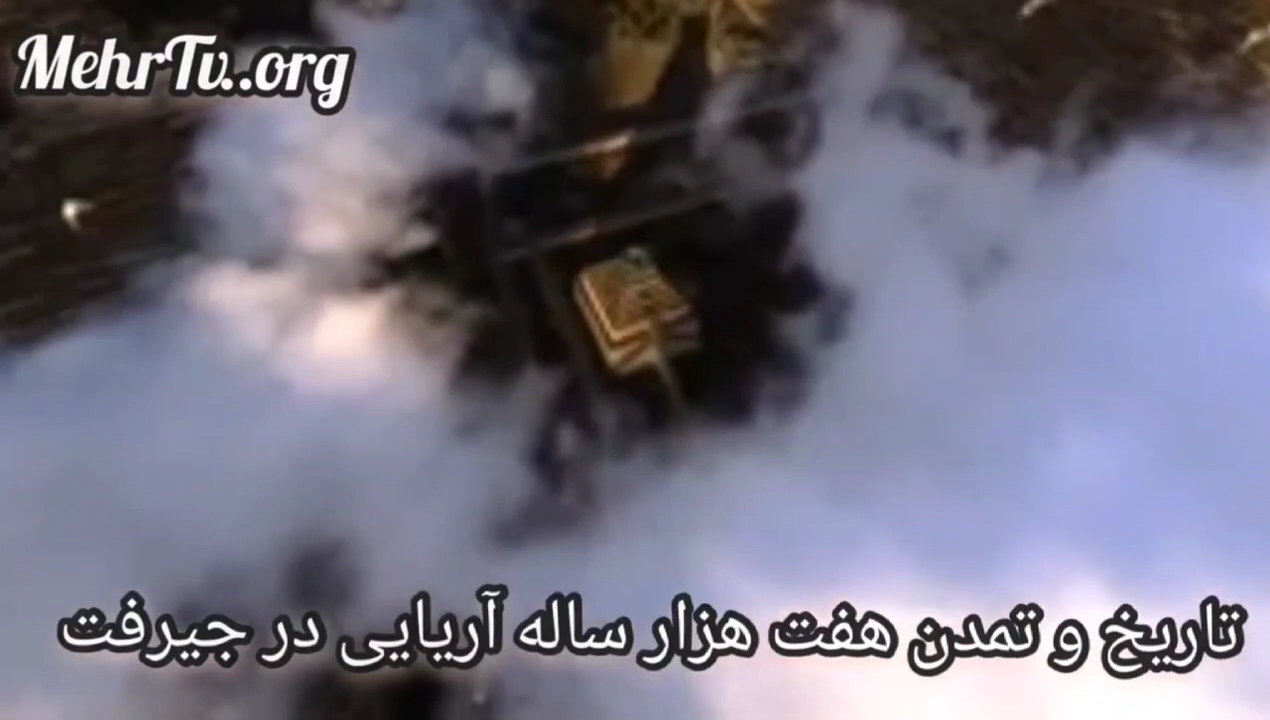 MehrTv..org
تاریخ و تمدن هفت هزار ساله آریایی در جیرفت